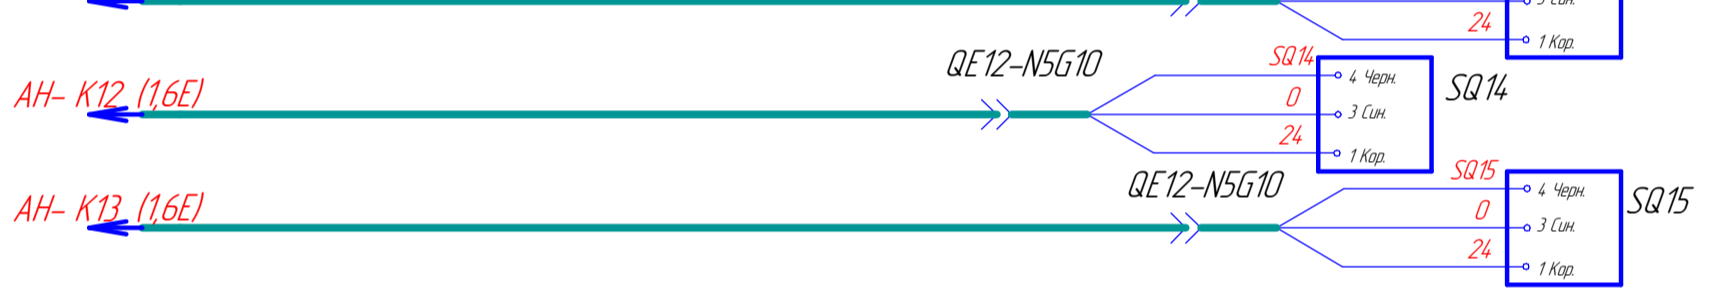 24
1 Кор.
QE12-N5G10
SQ14
4 Черн.
SQ14
АН- К12 (1,6Е)
0
3 Син.
24
1 Кор.
QE12-N5G10
SQ15
4 Черн.
SQ15
АН- К13 (1,6Е)
0
3 Син.
24
1 Кор.